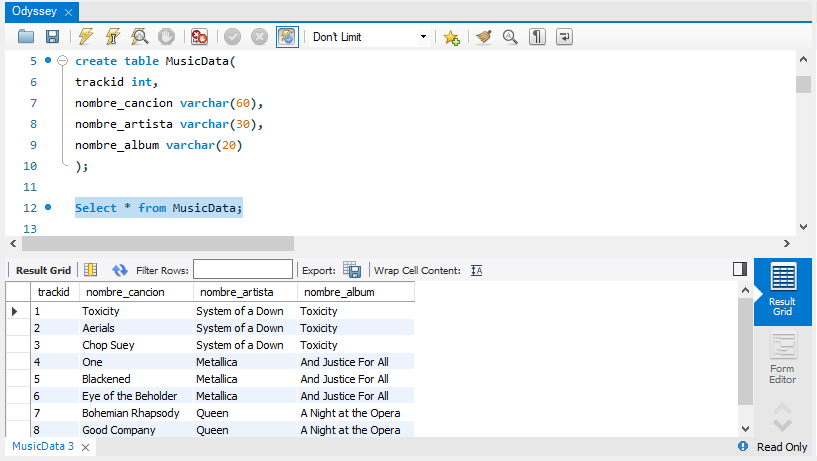 Odyssey
Don't Limit
5 create table MusicData(
6 trackid int,
7 nombre_cancion varchar(60),
8 nombre_artista varchar(30),
9 nombre_album varchar(20)
10 );
11
12 Select * from MusicData;
13
Result Grid Filter Rows: Export: Wrap Cell Content: IA
trackid nombre_cancion nombre_artista nombre_album
1 Toxicity System of a Down Toxicity
2 Aerials System of a Down Toxicity
3 Chop Suey System of a Down Toxicity
4 One Metallica And Justice For All
5 Blackened Metallica And Justice For All
6 Eye of the Beholder Metallica And Justice For All
7 Bohemian Rhapsody Queen A Night at the Opera
8 Good Company Queen A Night at the Opera
Result
Grid
Form
Editor
MusicData 3 Read Only